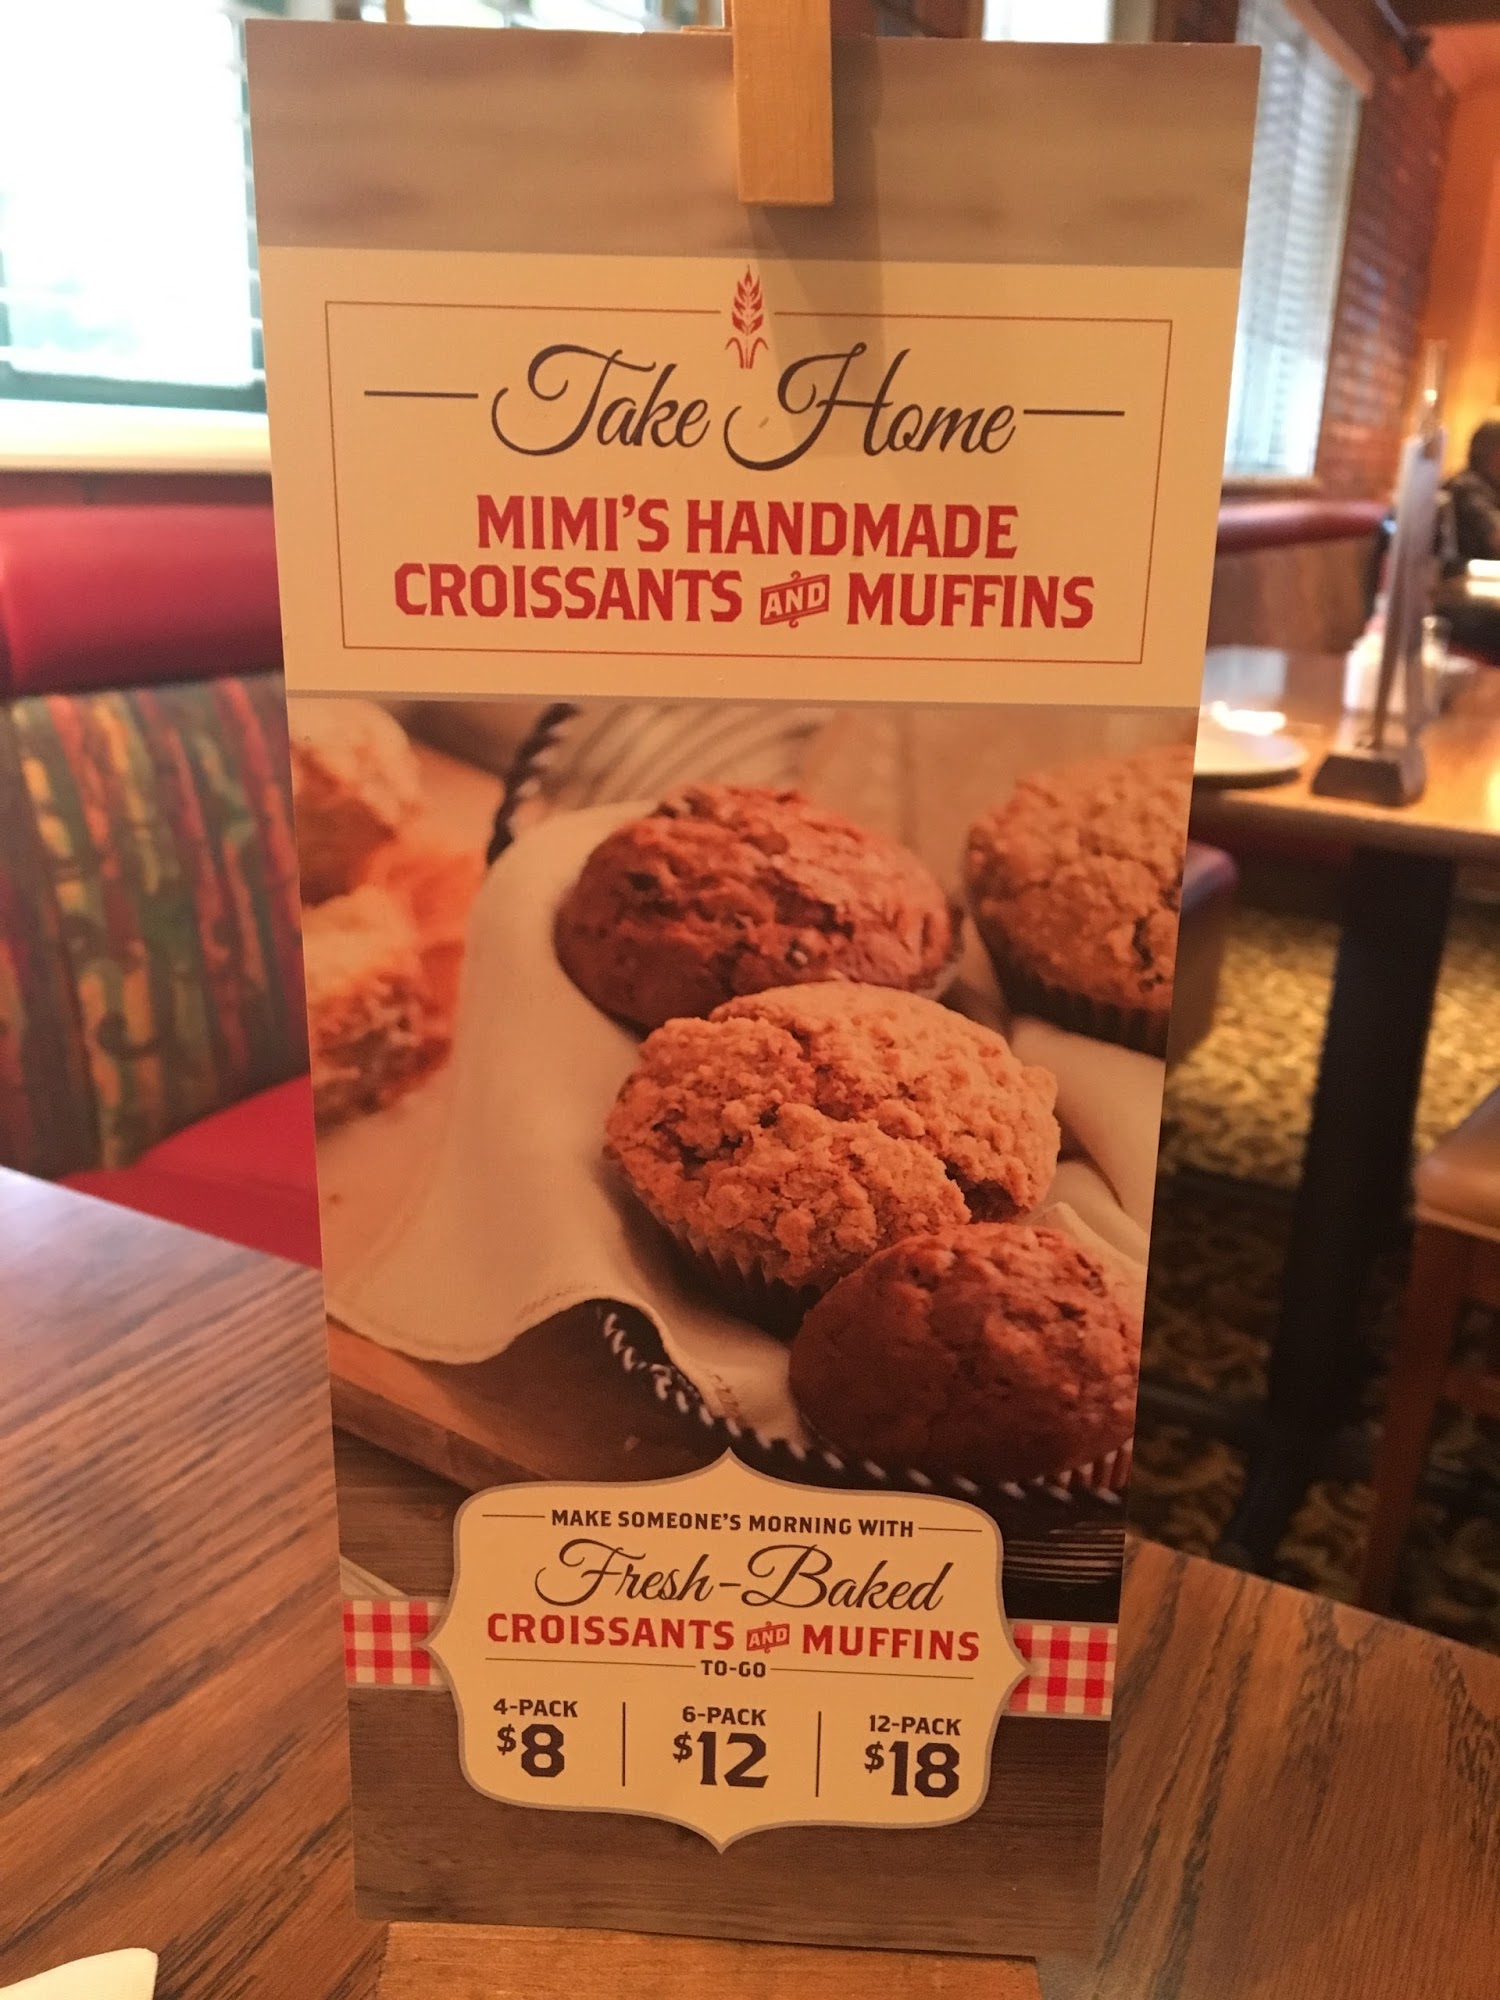 Take Home
MIMI'S HANDMADE
CROISSANTS AND MUFFINS
MAKE SOMEONE'S MORNING WITH
Fresh-Baked
CROISSANTS AND MUFFINS
TO-GO
4-PACK
$8
6-PACK
$12
12-PACK
$18